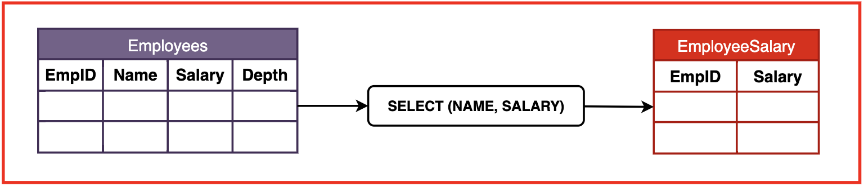 Employees
EmpID Name Salary Depth
SELECT (NAME, SALARY)
EmployeeSalary
EmpID Salary